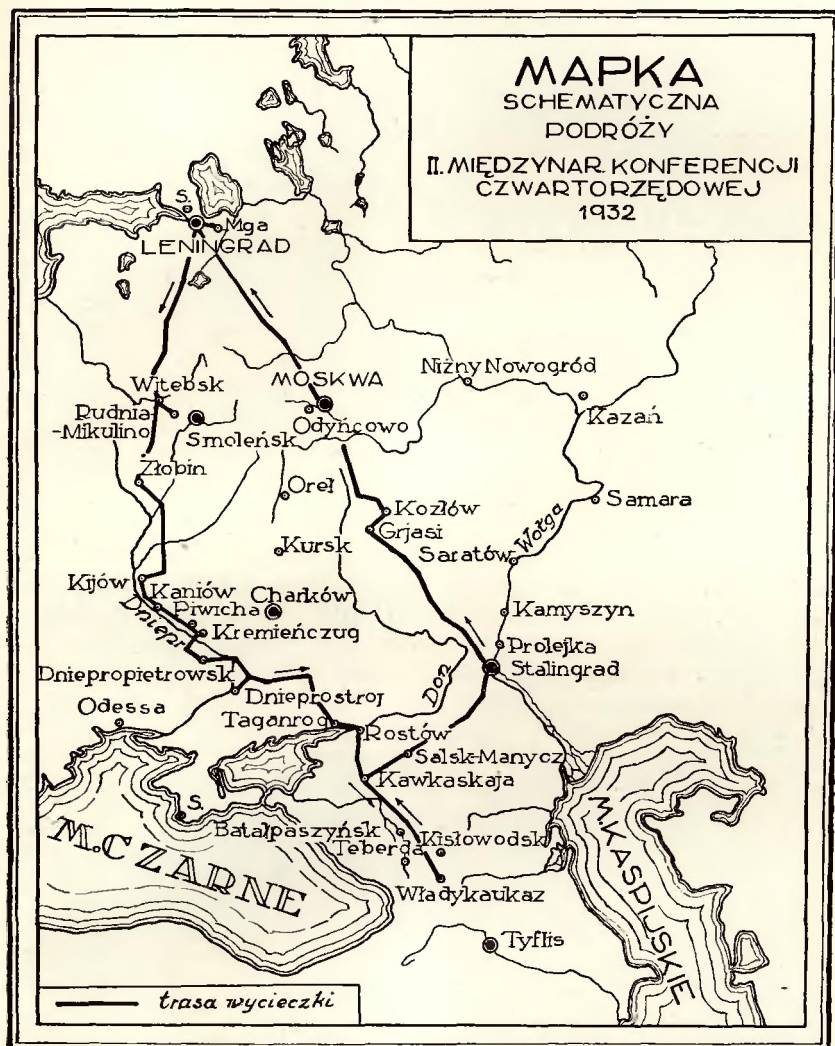 MAPKA
SCHEMATYCZNA
PODRÓŻY
II. MIĘDZYNAR. KONFERENCJI
CZWARTORZĘDOWEJ
1932
S.
Mga
LENINGRAD
Witebsk
Rudnia-
-Mikulino
Smoleńsk
MOSKWA
Odyńcowo
Niżny Nowogród
Kazań
Złobin
Oreł
Kozłów
Grjasi
Samara
Kursk
Saratów
Wołga
Kijów
Kaniów
Piwicha
Charków
Kamyszyn
Dniepr
Kremieńczug
Prolejka
Stalingrad
Dniepropietrowsk
Don
Dnieprostroj
Odessa
Taganrog
Rostów
Salsk-Manycz
Kawkaskaja
S.
Batałpaszyńsk
Teberda
Kisłowodsk
M. CZARNE
Władykaukaz
M. KASPIJSKIE
Tyflis
trasa wycieczki